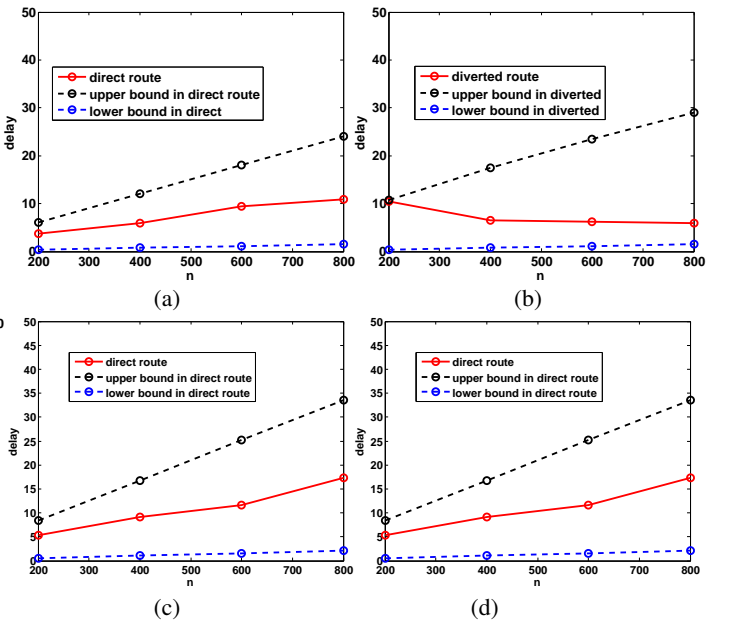 50
40
30
20
10
0
delay
direct route
upper bound in direct route
lower bound in direct
200 300 400 500 600 700 800
n
(a)
50
40
30
20
10
0
delay
diverted route
upper bound in diverted
lower bound in diverted
200 300 400 500 600 700 800
n
(b)
0
50
45
40
35
30
25
20
15
10
5
0
delay
direct route
upper bound in direct route
lower bound in direct route
200 300 400 500 600 700 800
n
(c)
50
45
40
35
30
25
20
15
10
5
0
delay
direct route
upper bound in direct route
lower bound in direct route
200 300 400 500 600 700 800
n
(d)